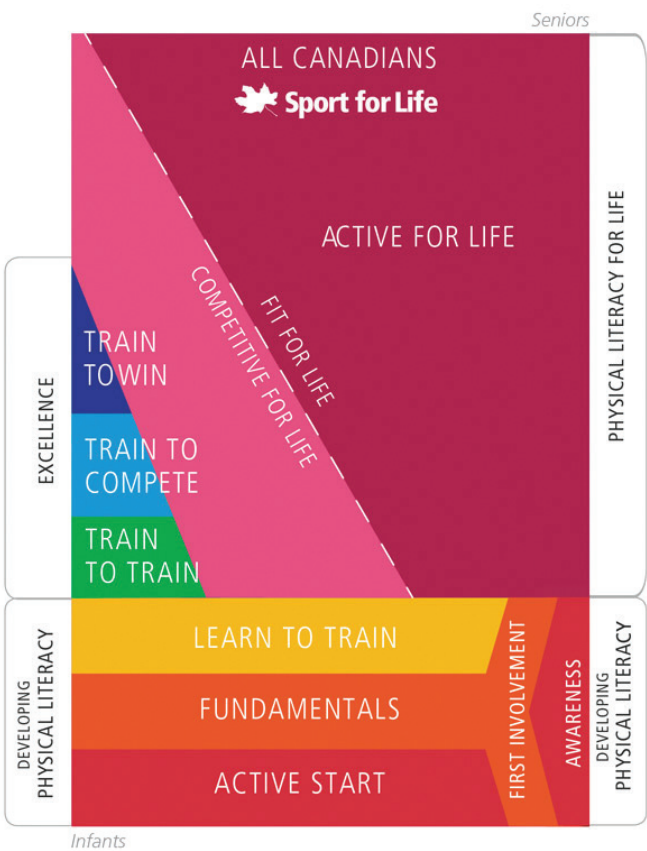 Seniors
ALL CANADIANS
Sport for Life
ACTIVE FOR LIFE
FIT FOR LIFE
COMPETITIVE FOR LIFE
PHYSICAL LITERACY FOR LIFE
EXCELLENCE
TRAIN
TO WIN
TRAIN TO
COMPETE
TRAIN
TO TRAIN
DEVELOPING
PHYSICAL LITERACY
LEARN TO TRAIN
FUNDAMENTALS
ACTIVE START
FIRST INVOLVEMENT
AWARENESS
DEVELOPING
PHYSICAL LITERACY
Infants